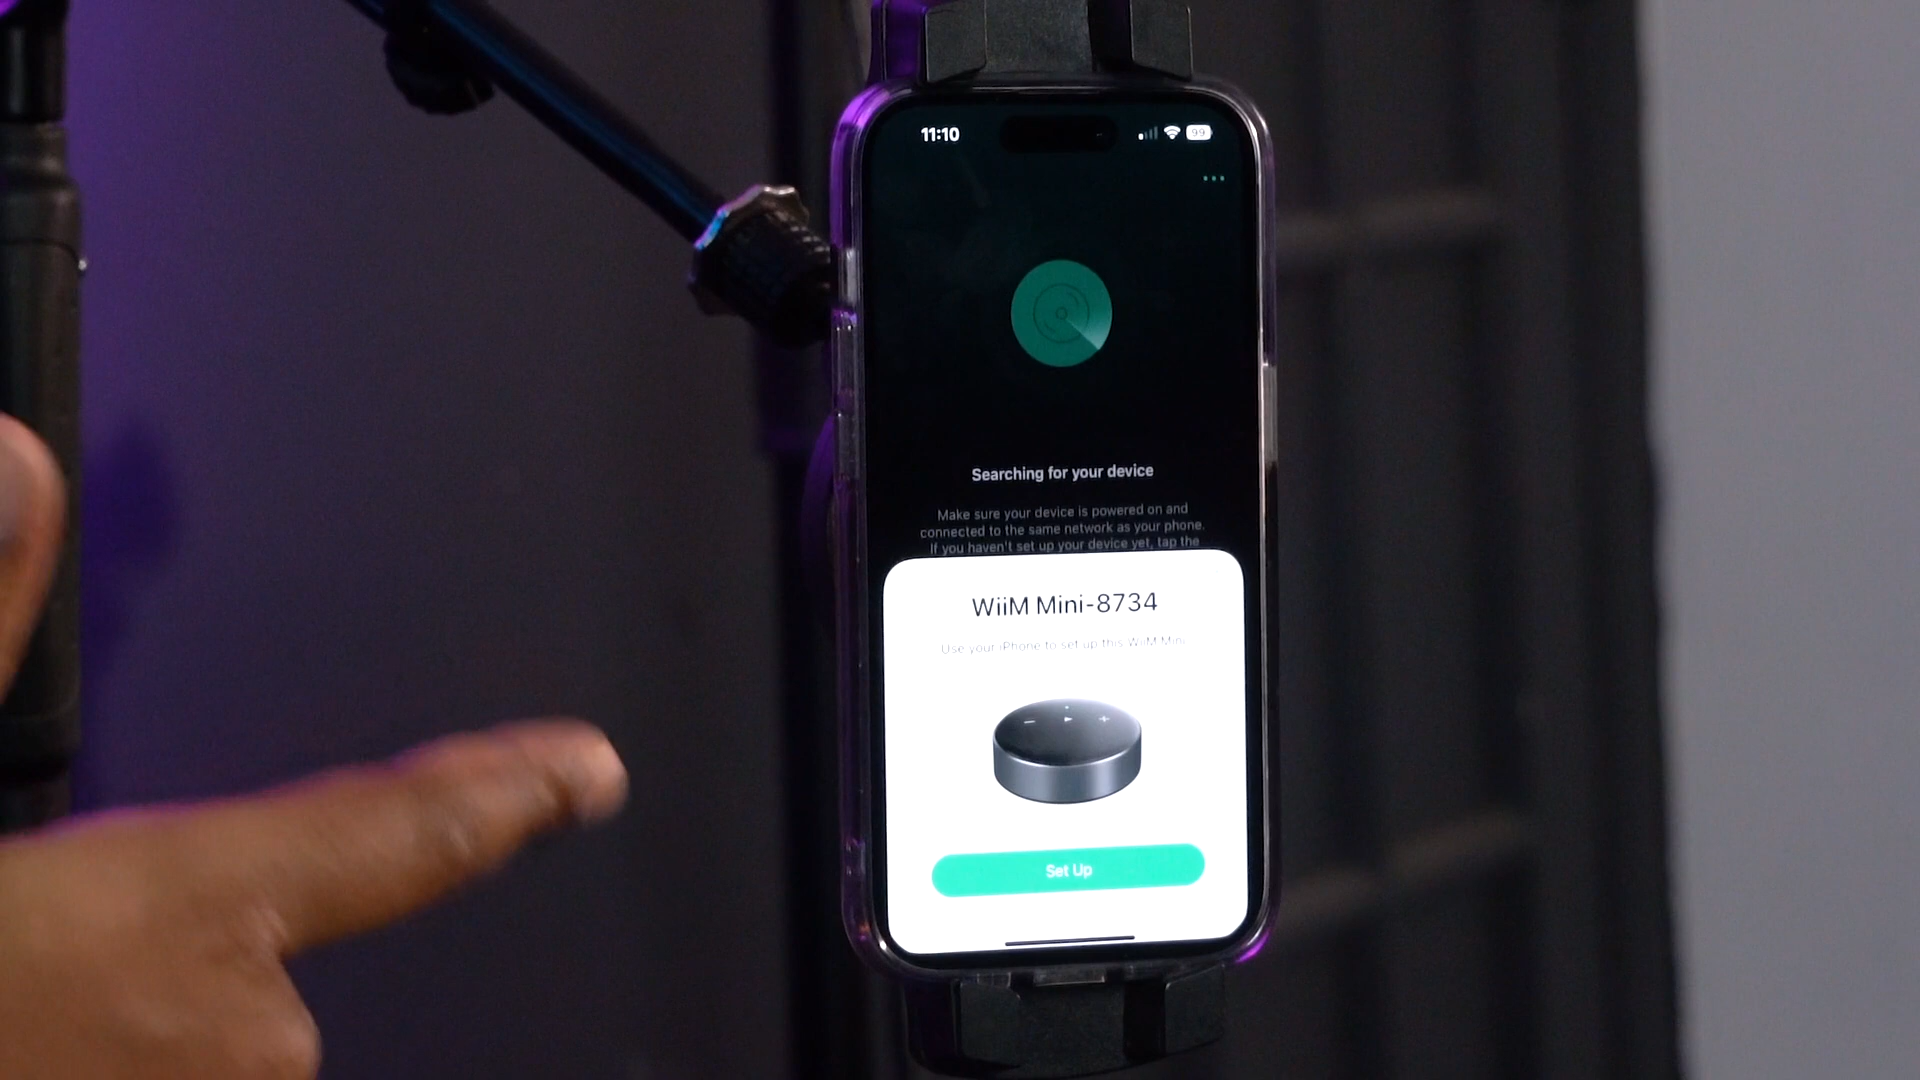 11:10
99
Searching for your device
Make sure your device is powered on and
connected to the same network as your phone.
If you haven't set up your device yet, tap the
WiiM Mini-8734
Use your iPhone to set up this WiiM Mini
Set Up